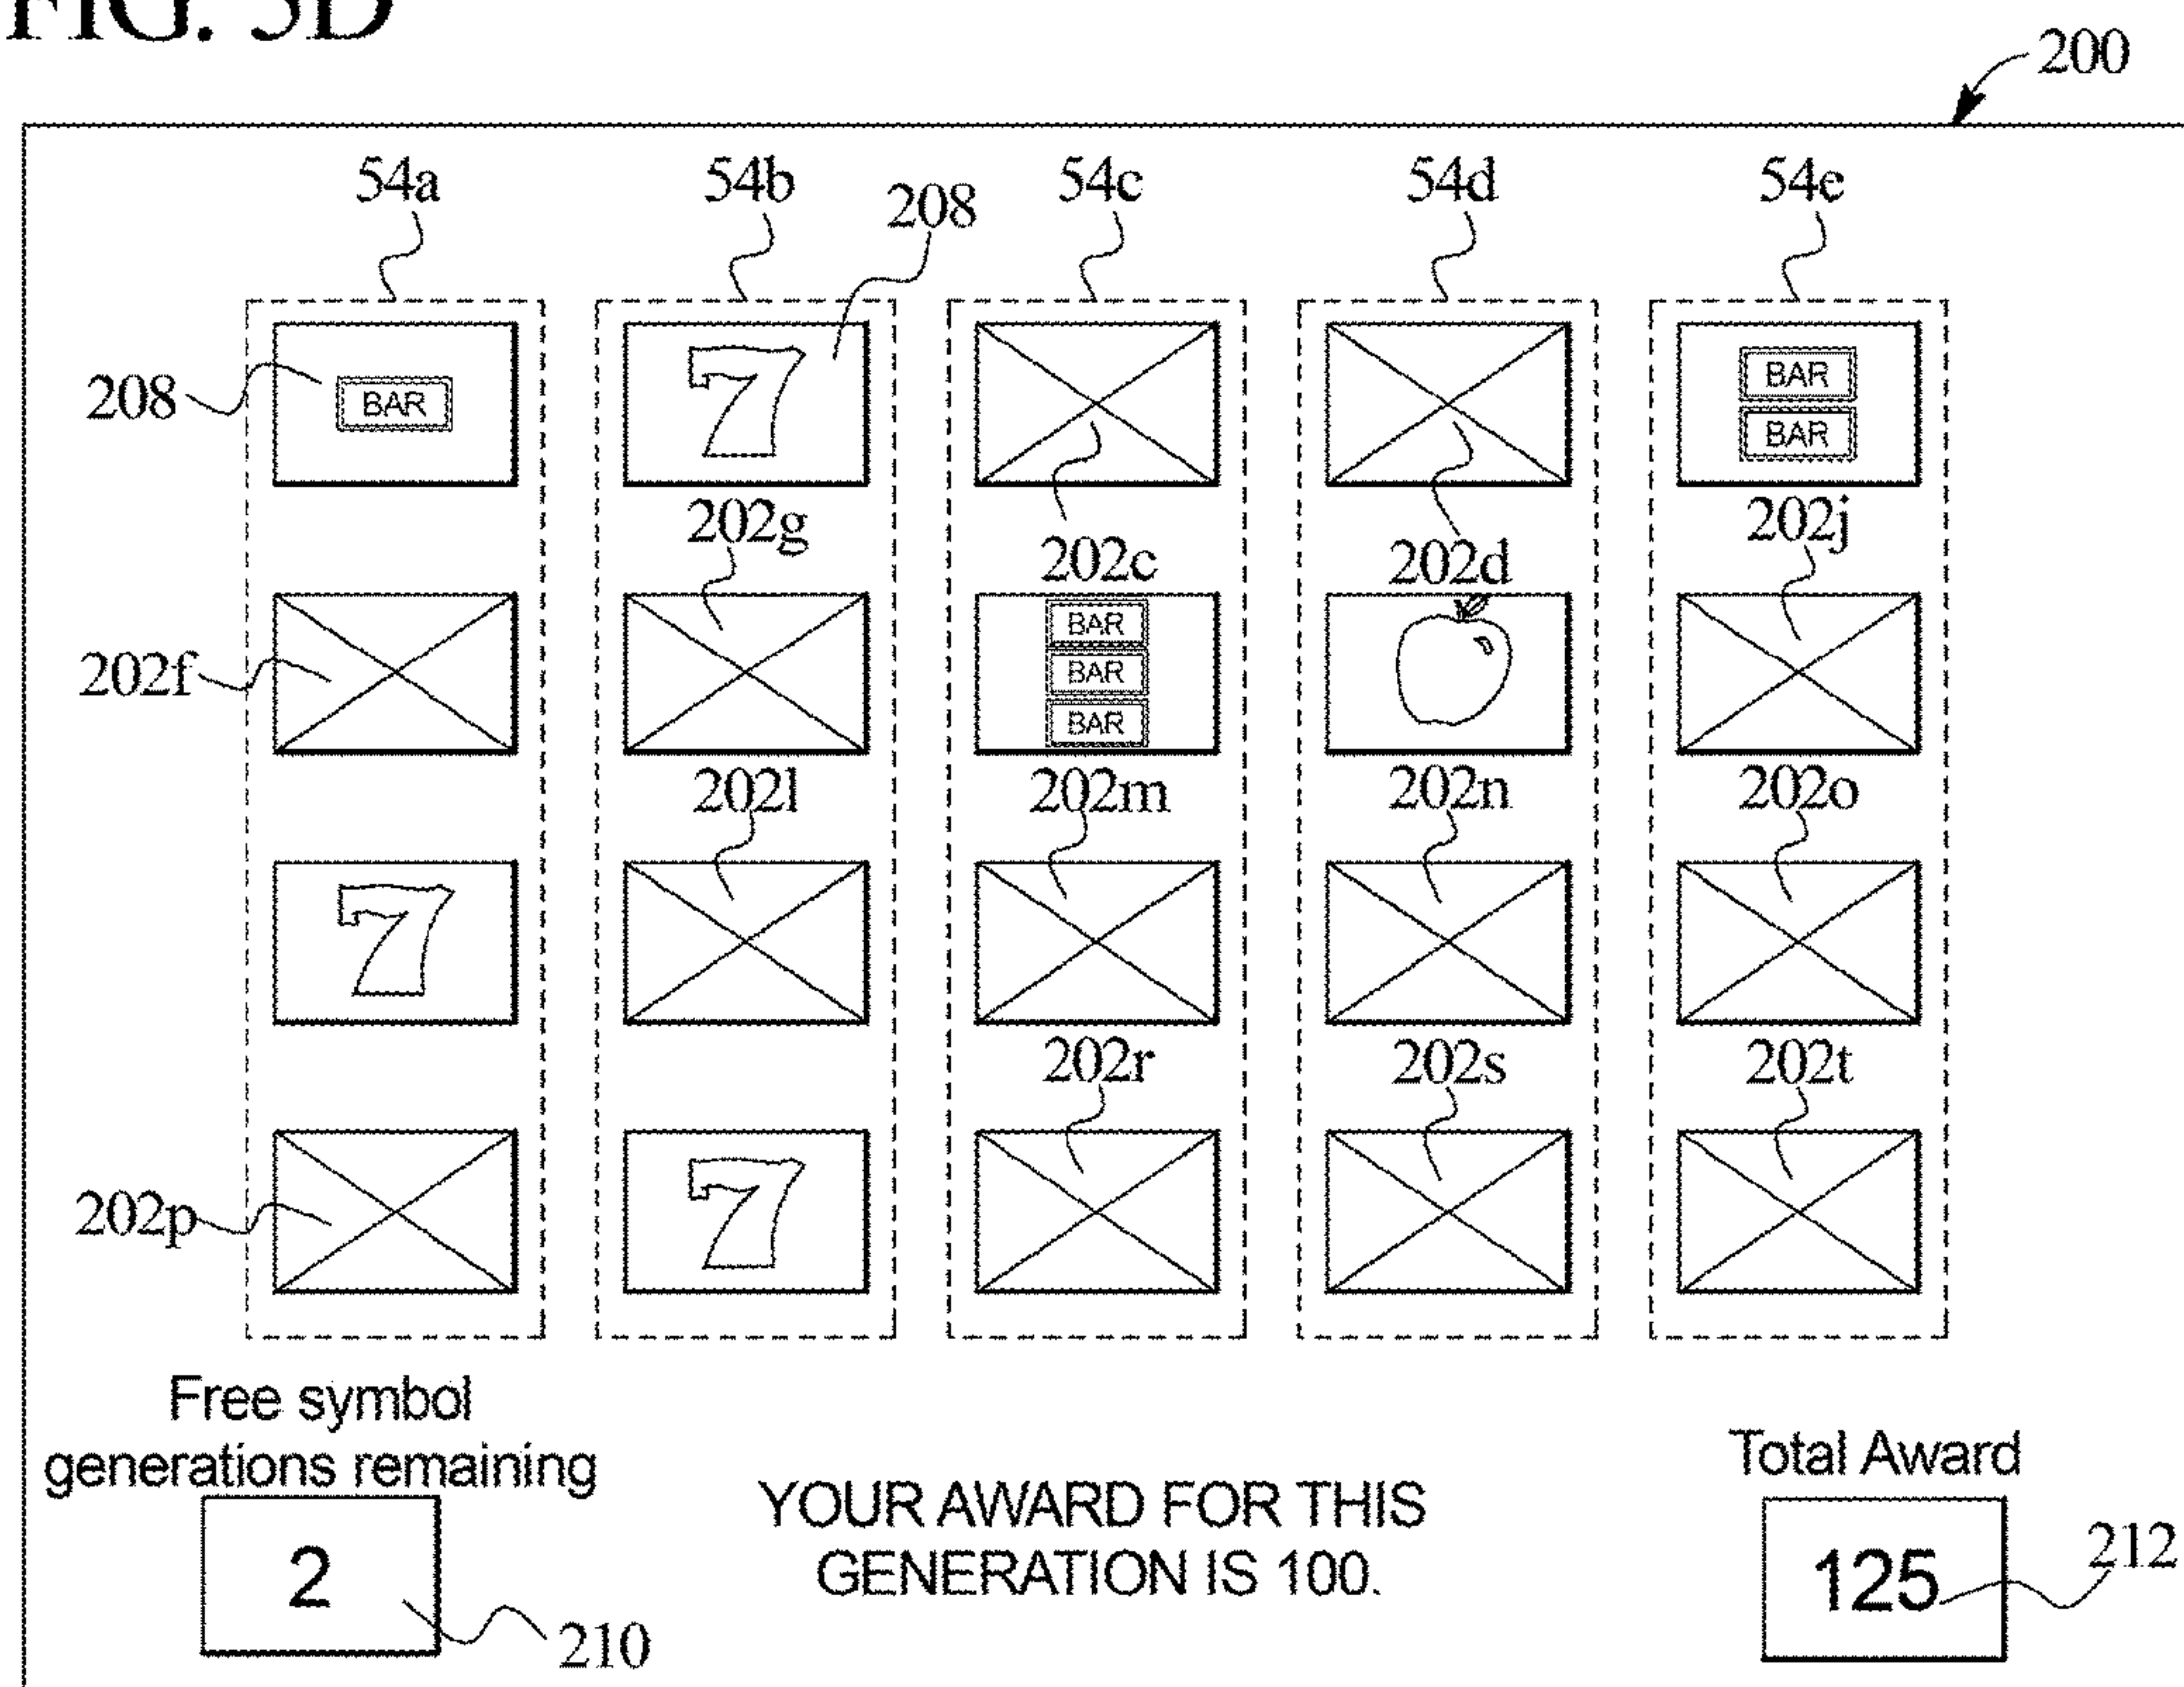 FIG. 5D
200
54a
54b
208
54c
54d
54e
208
BAR
7
BAR
BAR
202g
202c
202d
202j
202f
BAR
BAR
BAR
202l
202m
202n
202o
7
202r
202s
202t
202p
7
Free symbol
generations remaining
2
210
YOUR AWARD FOR THIS
GENERATION IS 100.
Total Award
125
212